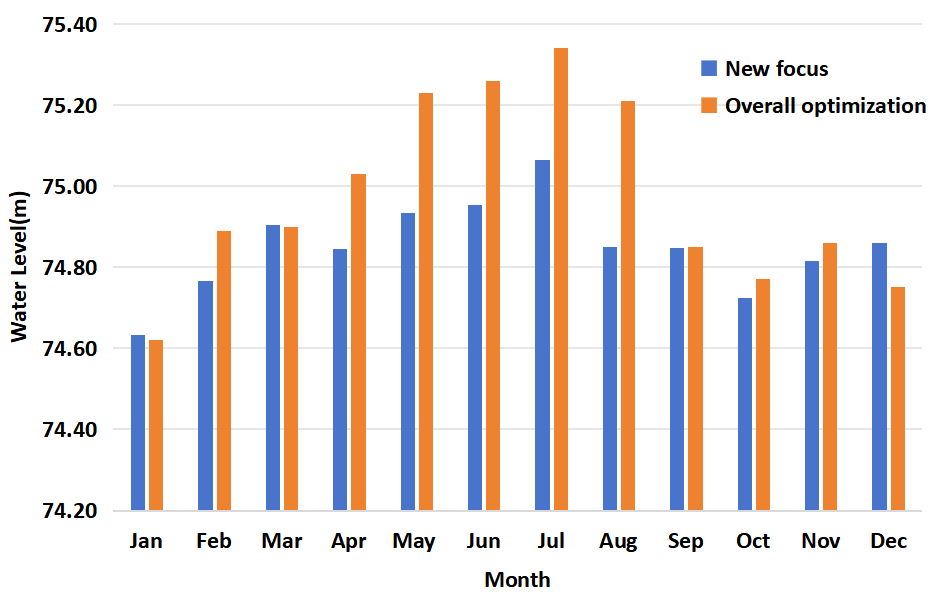 75.40
75.20
75.00
74.80
74.60
74.40
74.20
Water Level(m)
New focus
Overall optimization
Jan Feb Mar Apr May Jun Jul Aug Sep Oct Nov Dec
Month